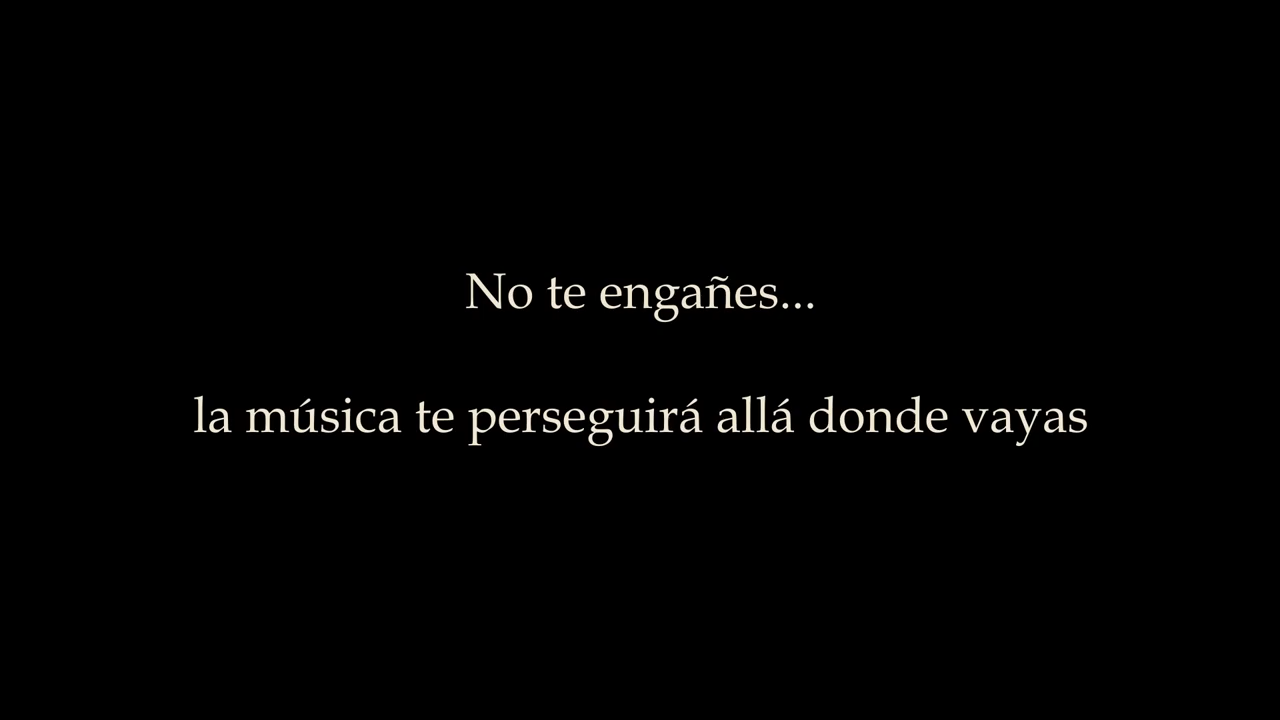 No te engañes...
la música te perseguirá allá donde vayas